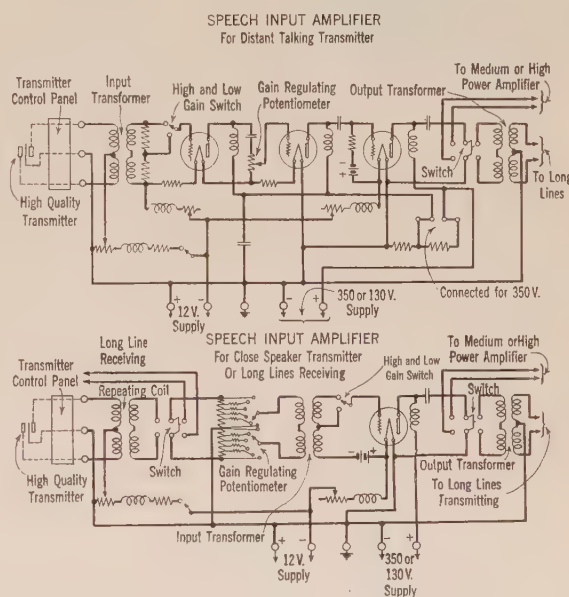 SPEECH INPUT AMPLIFIER
For Distant Talking Transmitter
Transmitter
Control Panel
Input
Transformer
High and Low
Gain Switch
Gain Regulating
Potentiometer
Output Transformer
To Medium or High
Power Amplifier
High Quality
Transmitter
Switch
To Long
Lines
Connected for 350 V.
+ - - +
12 V.
Supply
350 or 130 V.
Supply
SPEECH INPUT AMPLIFIER
For Close Speaker Transmitter
Or Long Lines Receiving
Long Line
Receiving
Transmitter
Control Panel
Repeating Coil
High and Low
Gain Switch
To Medium or High
Power Amplifier
Switch
High Quality
Transmitter
Switch
Gain Regulating
Potentiometer
Output Transformer
To Long Lines
Transmitting
Input Transformer
+ - - +
12 V.
Supply
350 or
130 V.
Supply